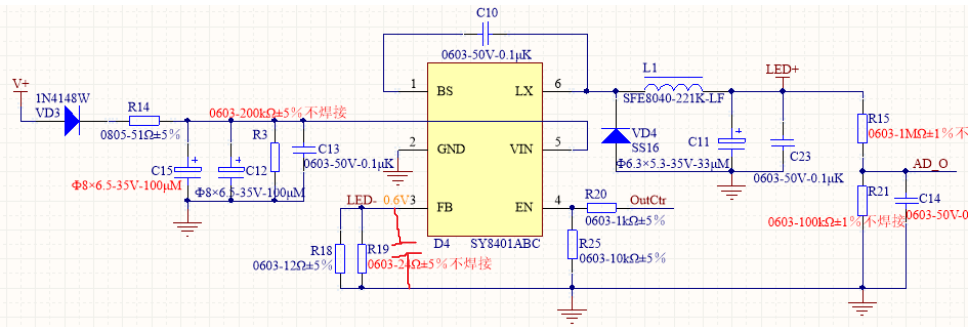 C10
0603-50V-0.1μK
V+
1N4148W
VD3
R14
0805-51Ω±5%
0603-200kΩ±5%不焊接
R3
C13
0603-50V-0.1μK
C15
Φ8×6.5-35V-100μM
C12
Φ8×6.5-35V-100μM
1
BS
LX
6
2
GND
VIN
5
3
FB
EN
4
D4
SY8401ABC
L1
SFE8040-221K-LF
LED+
VD4
SS16
C11
Φ6.3×5.3-35V-33μM
C23
0603-50V-0.1μK
R15
0603-1MΩ±1%不
AD_O
R21
0603-100kΩ±1%不焊接
C14
0603-50V-0
LED-
0.6V
R18
0603-12Ω±5%
R19
0603-24Ω±5%不焊接
R20
0603-1kΩ±5%
OutCtr
R25
0603-10kΩ±5%